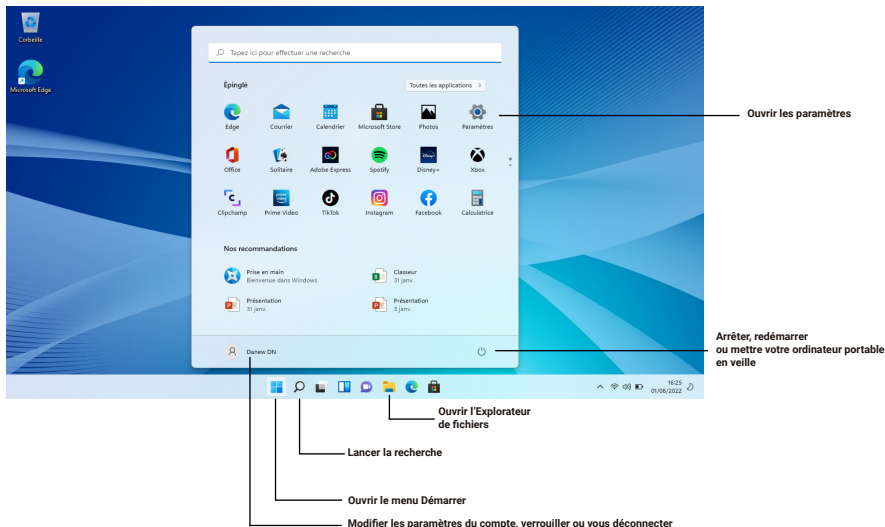 Corbeille
Microsoft Edge
Tapez ici pour effectuer une recherche
Épinglé
Toutes les applications >
Edge
Courrier
Calendrier
Microsoft Store
Photos
Paramètres
Office
Solitaire
Adobe Express
Spotify
Disney+
Xbox
Clipchamp
Prime Video
TikTok
Instagram
Facebook
Calculatrice
Nos recommandations
Prise en main
Bienvenue dans Windows
Classeur
31 janv.
Présentation
31 janv.
Présentation
3 janv.
Danew DN
16:25
01/06/2022
Ouvrir les paramètres
Arrêter, redémarrer
ou mettre votre ordinateur portable
en veille
Ouvrir l'Explorateur
de fichiers
Lancer la recherche
Ouvrir le menu Démarrer
Modifier les paramètres du compte, verrouiller ou vous déconnecter